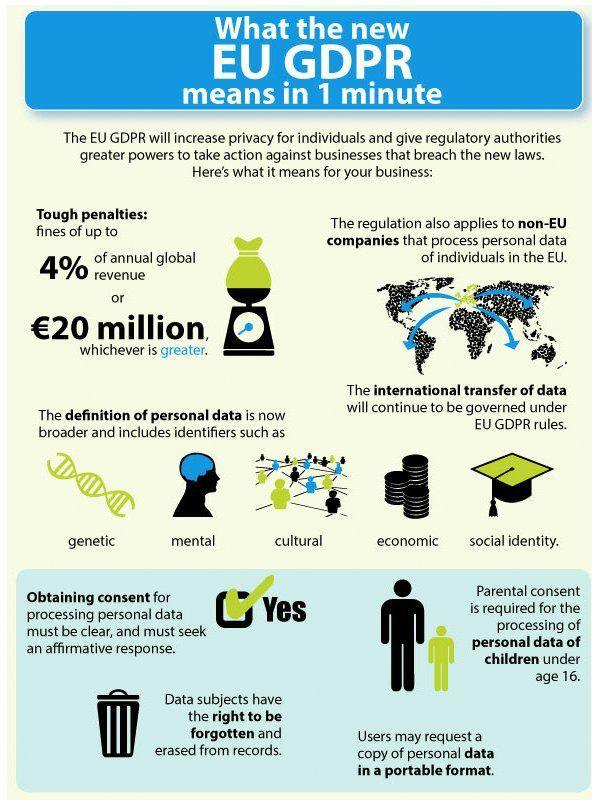 What the new
EU GDPR
means in 1 minute
The EU GDPR will increase privacy for individuals and give regulatory authorities
greater powers to take action against businesses that breach the new laws.
Here's what it means for your business:
Tough penalties:
fines of up to
4% of annual global
revenue
or
€20 million,
whichever is greater.
The regulation also applies to non-EU
companies that process personal data
of individuals in the EU.
The international transfer of data
will continue to be governed under
EU GDPR rules.
The definition of personal data is now
broader and includes identifiers such as
genetic mental cultural economic social identity.
Obtaining consent for
processing personal data
must be clear, and must seek
an affirmative response.
Yes
Parental consent
is required for the
processing of
personal data of
children under
age 16.
Data subjects have
the right to be
forgotten and
erased from records.
Users may request a
copy of personal data
in a portable format.